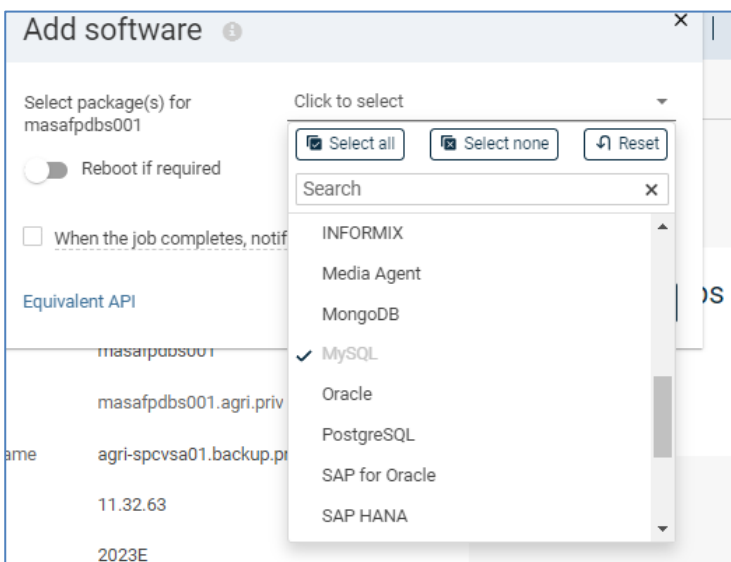 Add software
Select package(s) for
masafpdbs001
Click to select
Reboot if required
Select all
Select none
Reset
Search
When the job completes, notif
INFORMIX
Media Agent
MongoDB
MySQL
Oracle
PostgreSQL
SAP for Oracle
SAP HANA
Equivalent API
masafpdbs001
masafpdbs001.agri.priv
ame
agri-spcvsa01.backup.pr
11.32.63
2023E
os